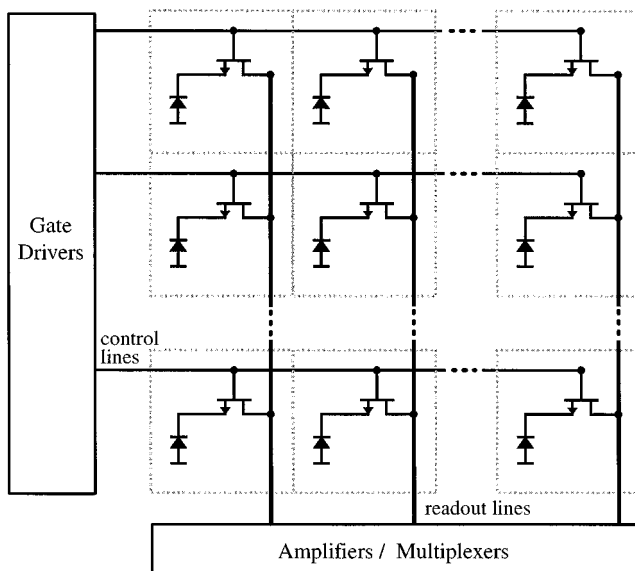 Gate
Drivers
control
lines
readout lines
Amplifiers / Multiplexers